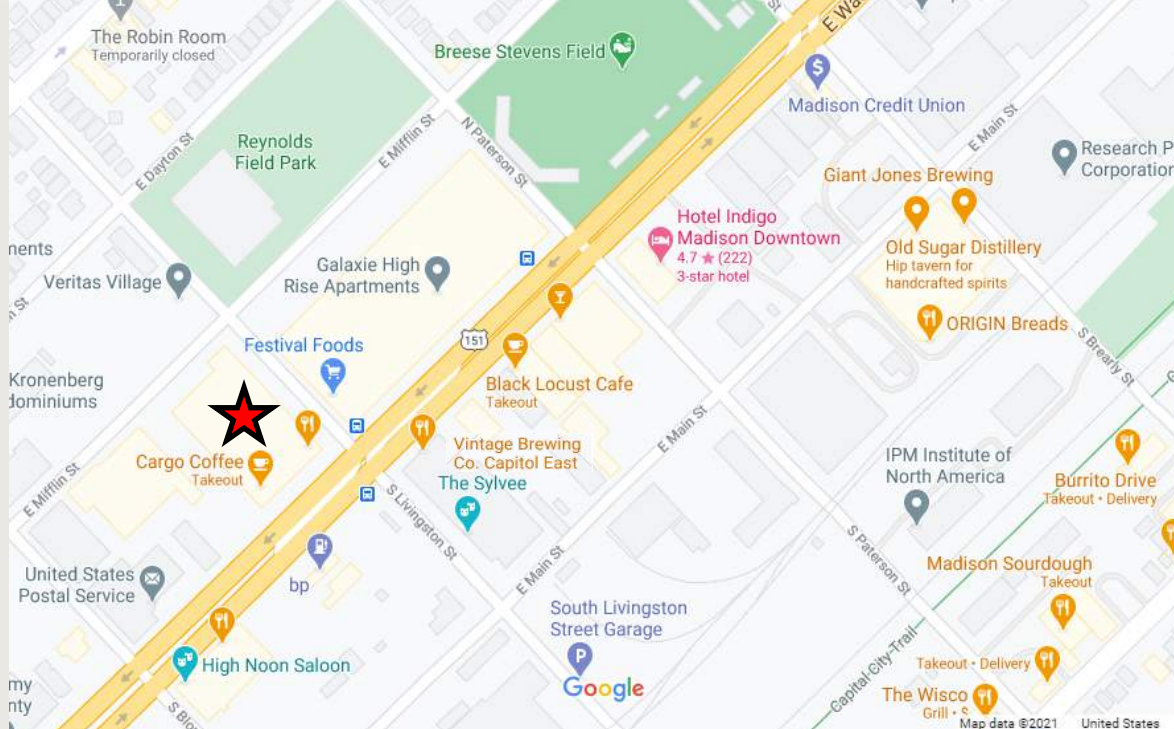 The Robin Room
Temporarily closed
Breese Stevens Field
E Wa
Madison Credit Union
Reynolds
Field Park
E Dayton St
E Mifflin St
N Paterson St
E Main St
Research P
Corporation
Giant Jones Brewing
Hotel Indigo
Madison Downtown
4.7 ★ (222)
3-star hotel
Old Sugar Distillery
Hip tavern for
handcrafted spirits
ORIGIN Breads
ments
Veritas Village
Galaxie High
Rise Apartments
n St
151
Festival Foods
S Brearly St
Kronenberg
dominiums
Black Locust Cafe
Takeout
E Main St
Vintage Brewing
Co. Capitol East
The Sylvee
Cargo Coffee
Takeout
E Mifflin St
S Livingston St
IPM Institute of
North America
Burrito Drive
Takeout • Delivery
S Paterson St
United States
Postal Service
bp
E Main St
Madison Sourdough
Takeout
South Livingston
Street Garage
P
High Noon Saloon
Capital City Trail
Takeout • Delivery
my
nty
S Blo
Google
The Wisco
Grill • $
Map data ©2021
United States